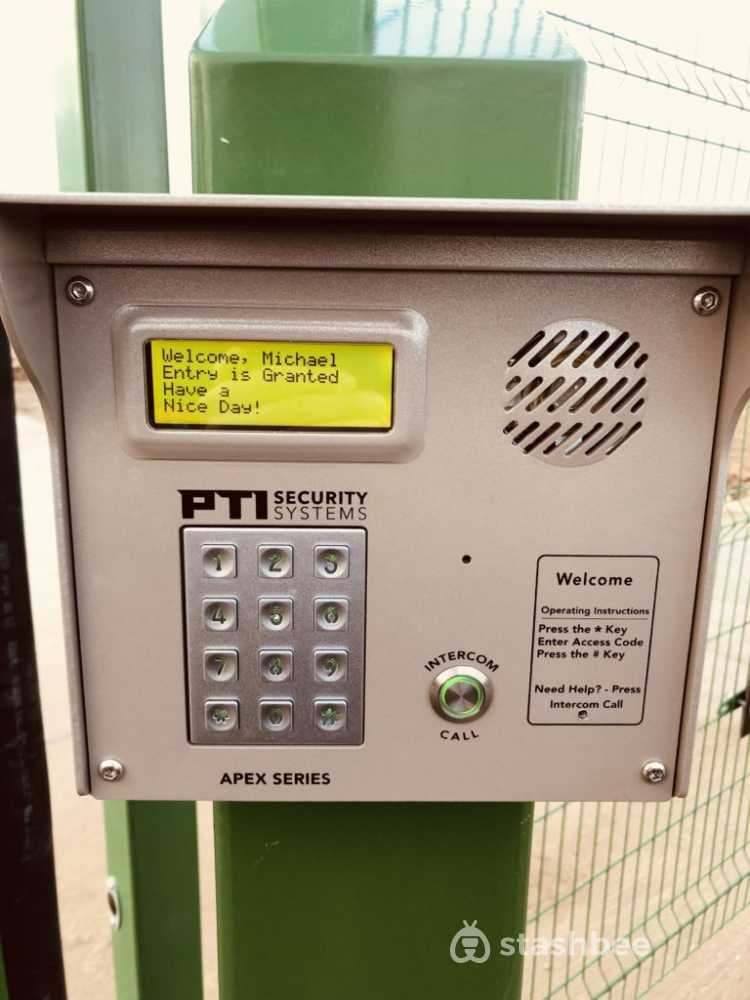 Welcome, Michael
Entry is Granted
Have a
Nice Day!
PTI SECURITY
SYSTEMS
1 2 3
4 5 6
7 8 9
* 0 #
Welcome
Operating Instructions
Press the * Key
Enter Access Code
Press the # Key
Need Help? - Press
Intercom Call
INTERCOM
CALL
APEX SERIES
stashbee